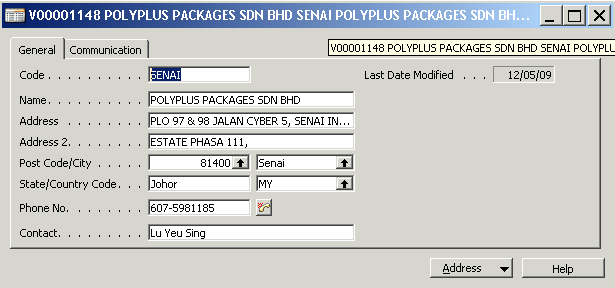 V00001148 POLYPLUS PACKAGES SDN BHD SENAI POLYPLUS PACKAGES SDN BH...
General Communication
V00001148 POLYPLUS PACKAGES SDN BHD SENAI POLYPLU
Code . . . . . . . . . . SENAI Last Date Modified . . . 12/05/09
Name. . . . . . . . . . POLYPLUS PACKAGES SDN BHD
Address . . . . . . . . PLO 97 & 98 JALAN CYBER 5, SENAI IN...
Address 2. . . . . . . . ESTATE PHASA 111,
Post Code/City . . . . . 81400 Senai
State/Country Code. . . Johor MY
Phone No. . . . . . . . 607-5981185
Contact. . . . . . . . . Lu Yeu Sing
Address Help